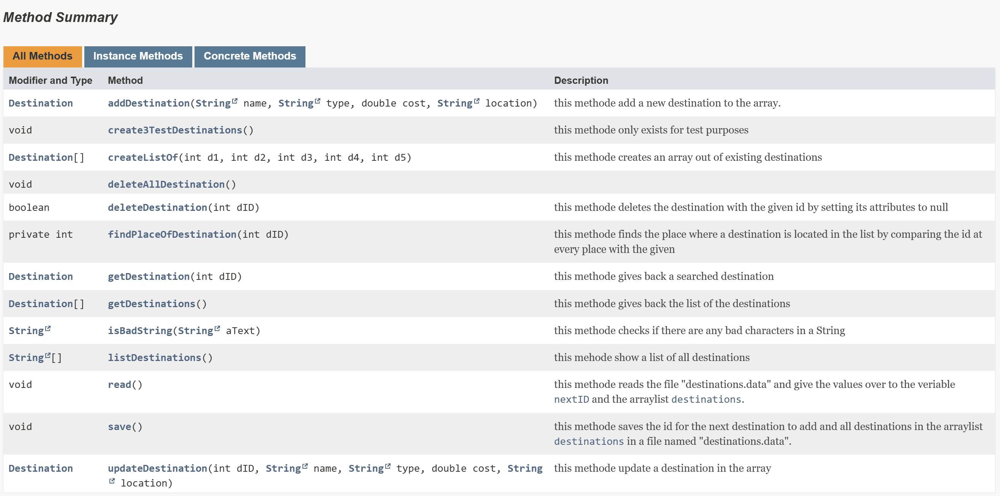 Method Summary
All Methods Instance Methods Concrete Methods
Modifier and Type Method Description
Destination addDestination(String name, String type, double cost, String location) this methode add a new destination to the array.
void create3TestDestinations() this methode only exists for test purposes
Destination[] createListOf(int d1, int d2, int d3, int d4, int d5) this methode creates an array out of existing destinations
void deleteAllDestination()
boolean deleteDestination(int dID) this methode deletes the destination with the given id by setting its attributes to null
private int findPlaceOfDestination(int dID) this methode finds the place where a destination is located in the list by comparing the id at
every place with the given
Destination getDestination(int dID) this methode gives back a searched destination
Destination[] getDestinations() this methode gives back the list of the destinations
String isBadString(String aText) this methode checks if there are any bad characters in a String
String[] listDestinations() this mehode show a list of all destinations
void read() this methode reads the file "destinations.data" and give the values over to the veriable
nextID and the arraylist destinations.
void save() this methode saves the id for the next destination to add and all destinations in the arraylist
destinations in a file named "destinations.data".
Destination updateDestination(int dID, String name, String type, double cost, String this methode update a destination in the array
location)